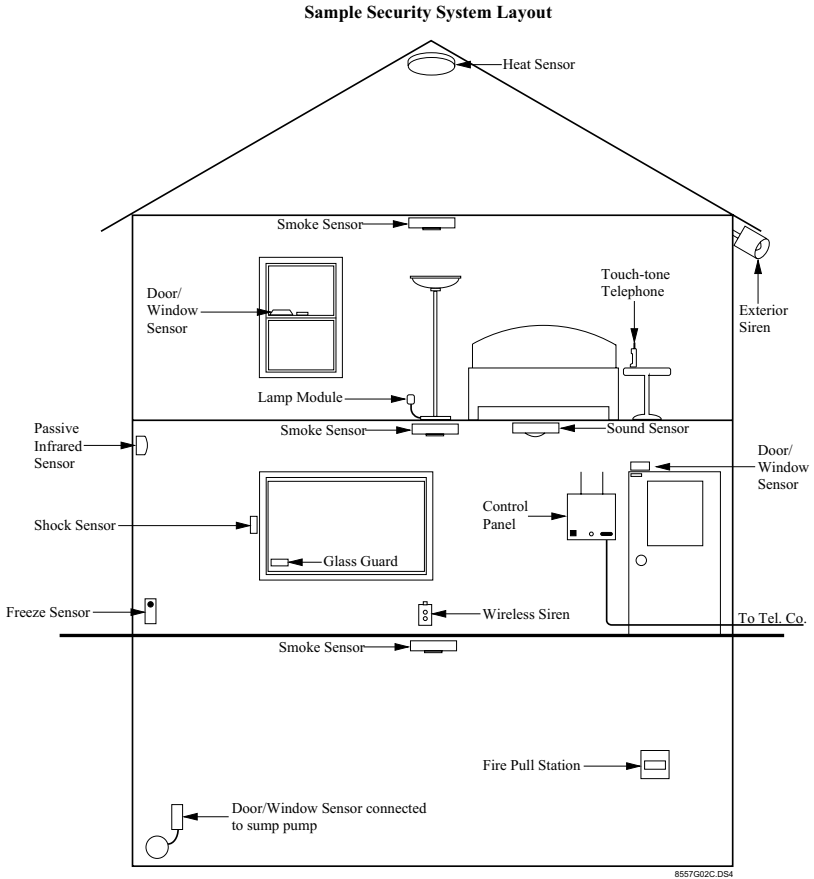 Sample Security System Layout
Heat Sensor
Smoke Sensor
Door/
Window
Sensor
Touch-tone
Telephone
Exterior
Siren
Lamp Module
Passive
Infrared
Sensor
Smoke Sensor
Sound Sensor
Door/
Window
Sensor
Shock Sensor
Control
Panel
Glass Guard
Freeze Sensor
Wireless Siren
To Tel. Co.
Smoke Sensor
Fire Pull Station
Door/Window Sensor connected
to sump pump
8557G02C.DS4